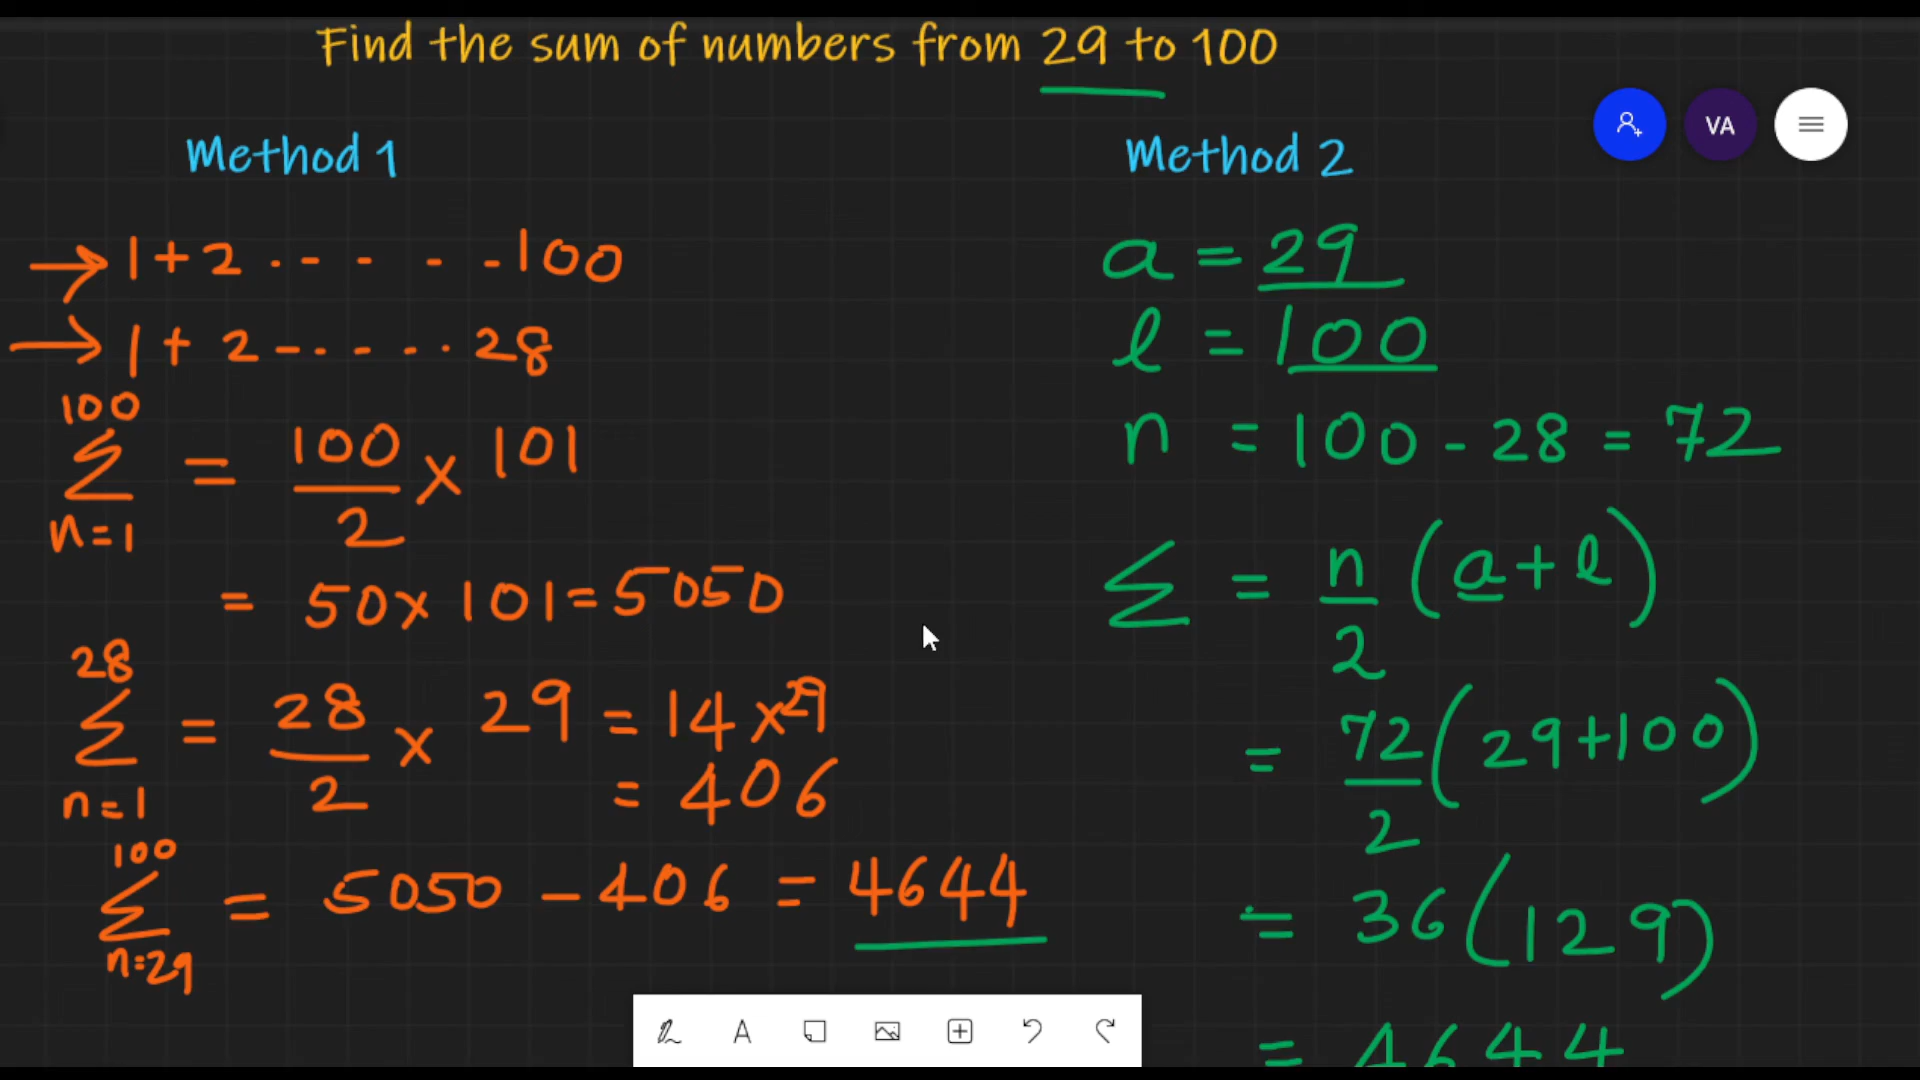 Find the sum of numbers from 29 to 100
VA
Method 1
→ 1 + 2 . - - - - 100
→ 1 + 2 - . . . . . 28
100
∑ = 100/2 × 101
n=1
= 50 × 101 = 5050
28
∑ = 28/2 × 29 = 14 × 29
n=1
= 406
100
∑ = 5050 - 406 = 4644
n=29
Method 2
a = 29
l = 100
n = 100 - 28 = 72
∑ = n/2 (a + l)
= 72/2 (29+100)
= 36 (129)
= 4644
A